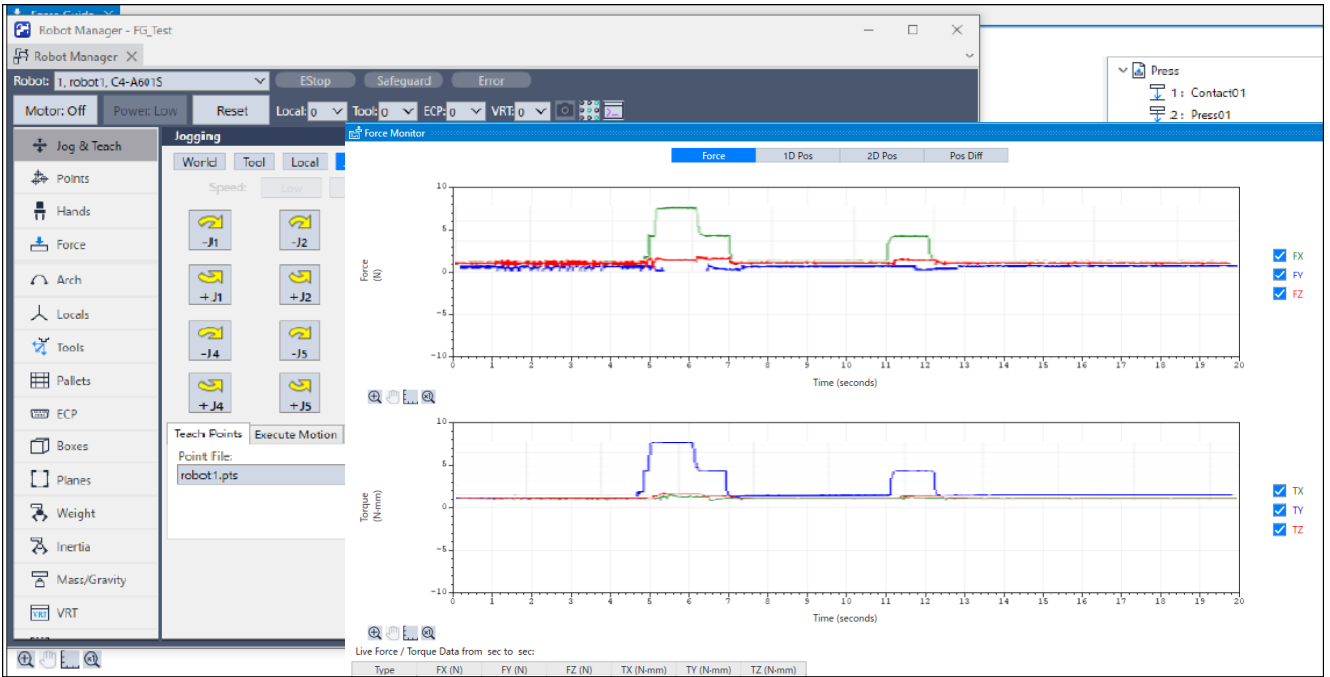 Force Guide
Robot Manager - FG_Test
Robot Manager
Robot: 1, robot1, C4-A601S EStop Safeguard Error
Motor: Off Power: Low Reset Local: 0 Tool: 0 ECP: 0 VRT: 0
Jog & Teach
Points
Hands
Force
Arch
Locals
Tools
Pallets
ECP
Boxes
Planes
Weight
Inertia
Mass/Gravity
VRT
Jogging
World Tool Local
Speed: Low
-J1 -J2
+J1 +J2
-J4 -J5
+J4 +J5
Teach Points Execute Motion
Point File:
robot1.pts
Press
1: Contact01
2: Press01
Force Monitor
Force 1D Pos 2D Pos Pos Diff
Force
(N)
10
5
0
-5
-10
0 1 2 3 4 5 6 7 8 9 10 11 12 13 14 15 16 17 18 19 20
Time (seconds)
FX
FY
FZ
Torque
(N-mm)
10
5
0
-5
-10
0 1 2 3 4 5 6 7 8 9 10 11 12 13 14 15 16 17 18 19 20
Time (seconds)
TX
TY
TZ
Live Force / Torque Data from sec to sec:
Type FX (N) FY (N) FZ (N) TX (N-mm) TY (N-mm) TZ (N-mm)